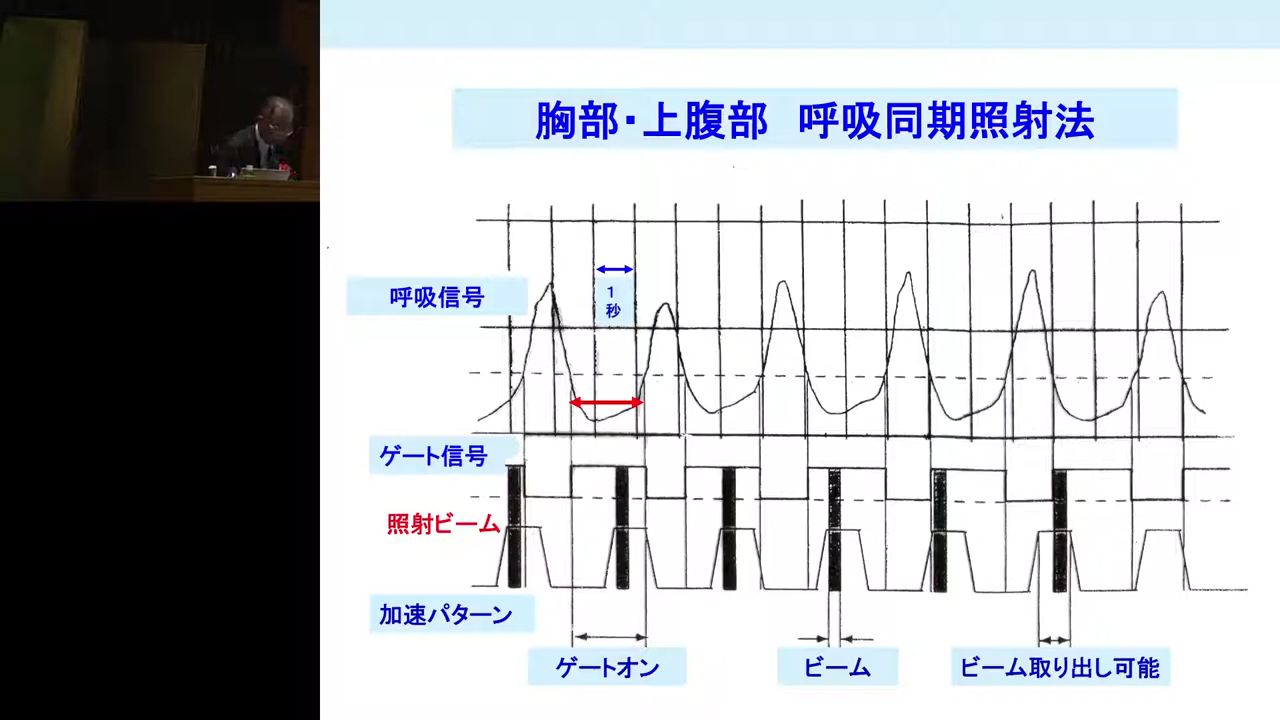 胸部・上腹部 呼吸同期照射法
呼吸信号
1
秒
ゲート信号
照射ビーム
加速パターン
ゲートオン
ビーム
ビーム取り出し可能